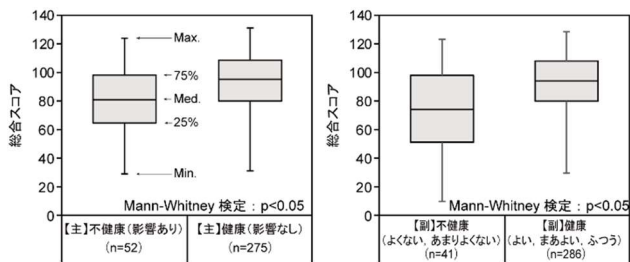 総合スコア
140
120
100
80
60
40
20
0
Max.
75%
Med.
25%
Min.
Mann-Whitney 検定：p<0.05
【主】不健康(影響あり)
(n=52)
【主】健康(影響なし)
(n=275)
総合スコア
140
120
100
80
60
40
20
0
Mann-Whitney 検定：p<0.05
【副】不健康
(よくない，あまりよくない)
(n=41)
【副】健康
(よい，まあよい，ふつう)
(n=286)